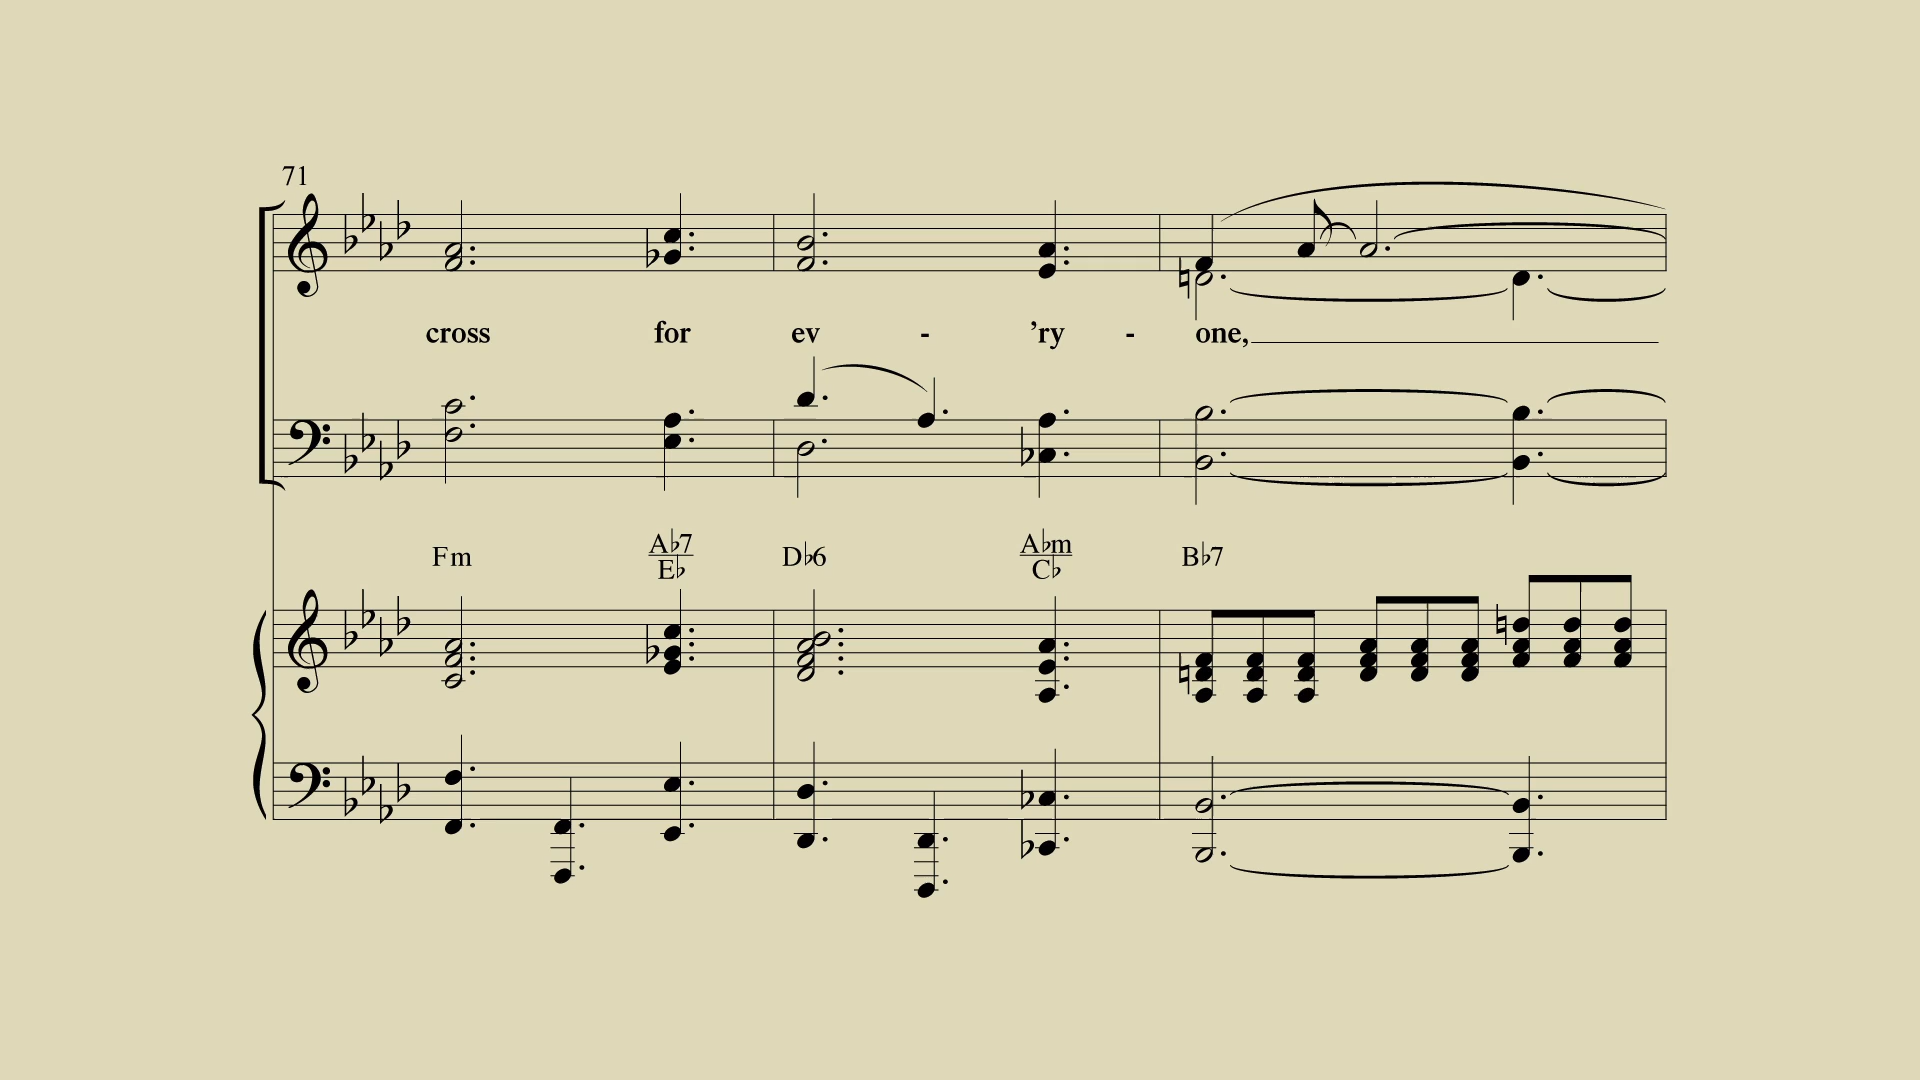 71
cross for ev - 'ry - one,
Fm A♭7/E♭ D♭6 A♭m/C♭ B♭7